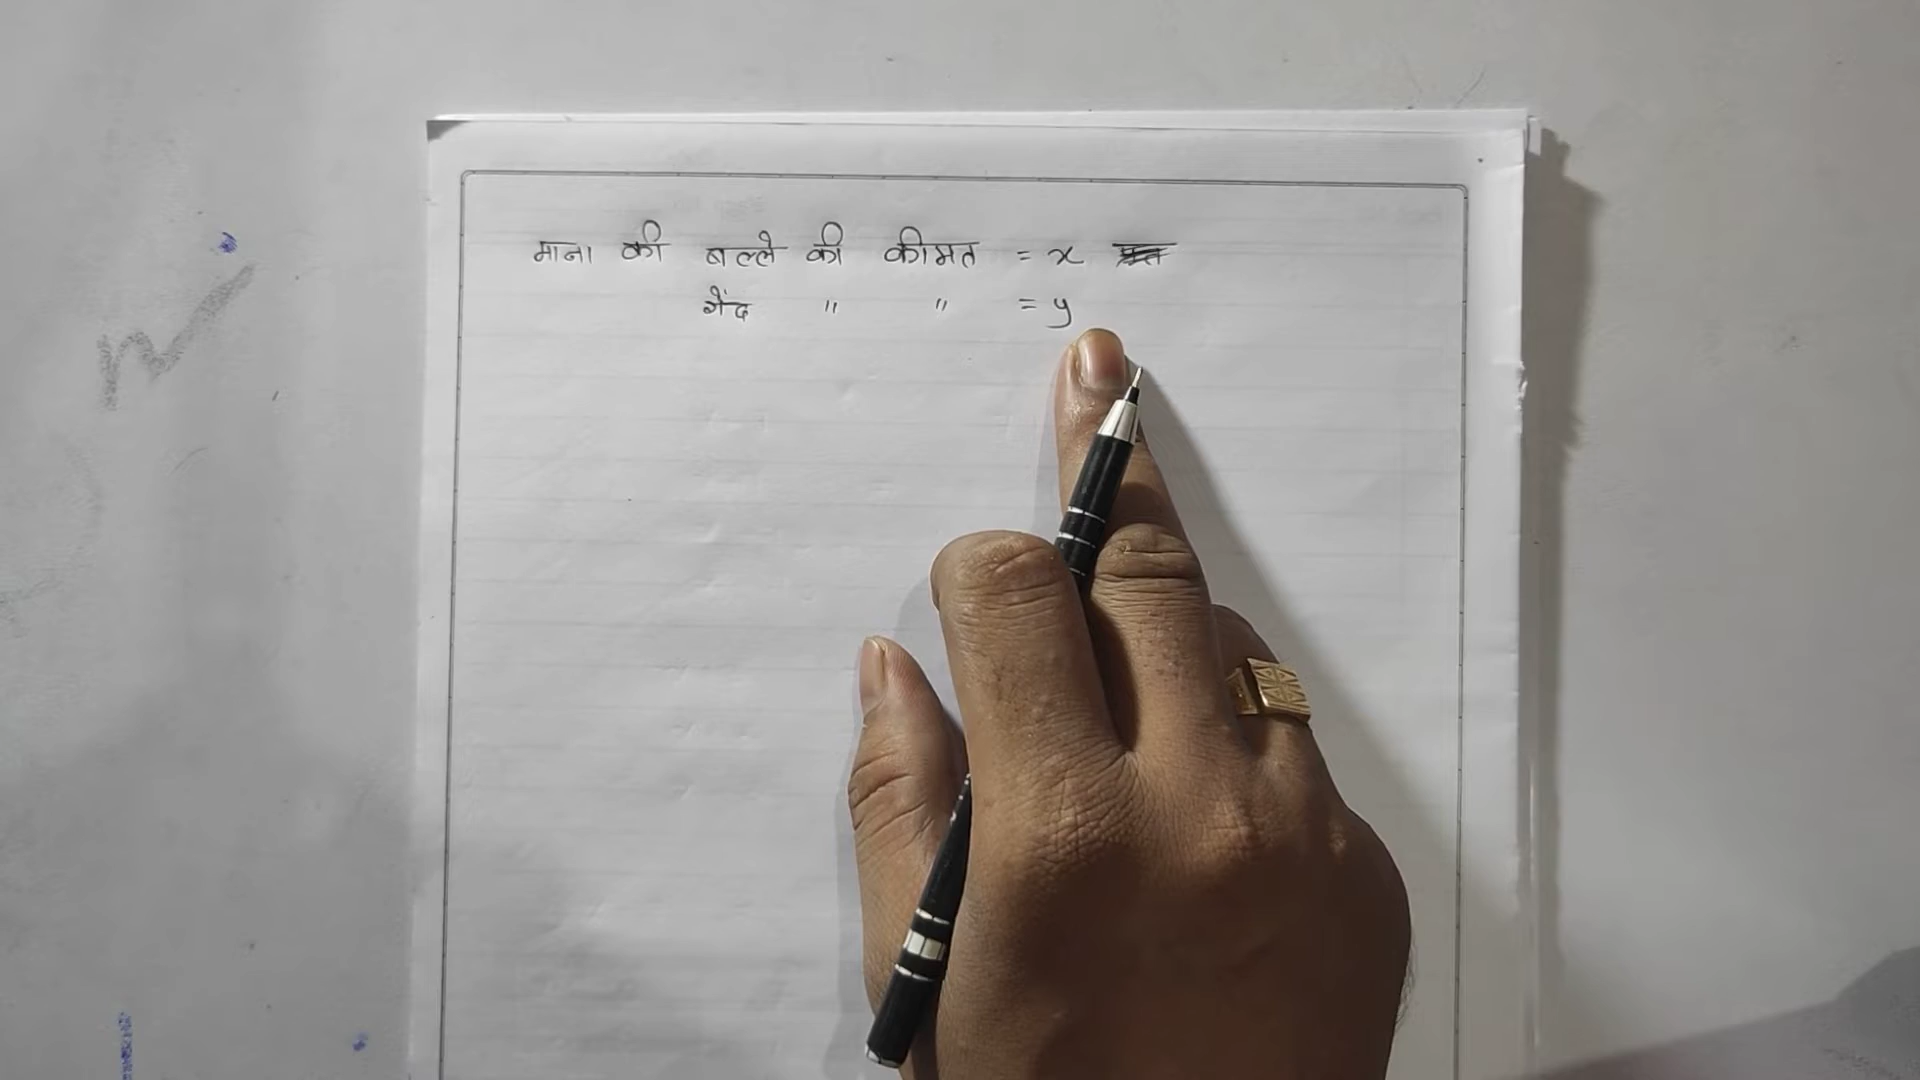 माना की बल्ले की कीमत = x
गेंद " " = y